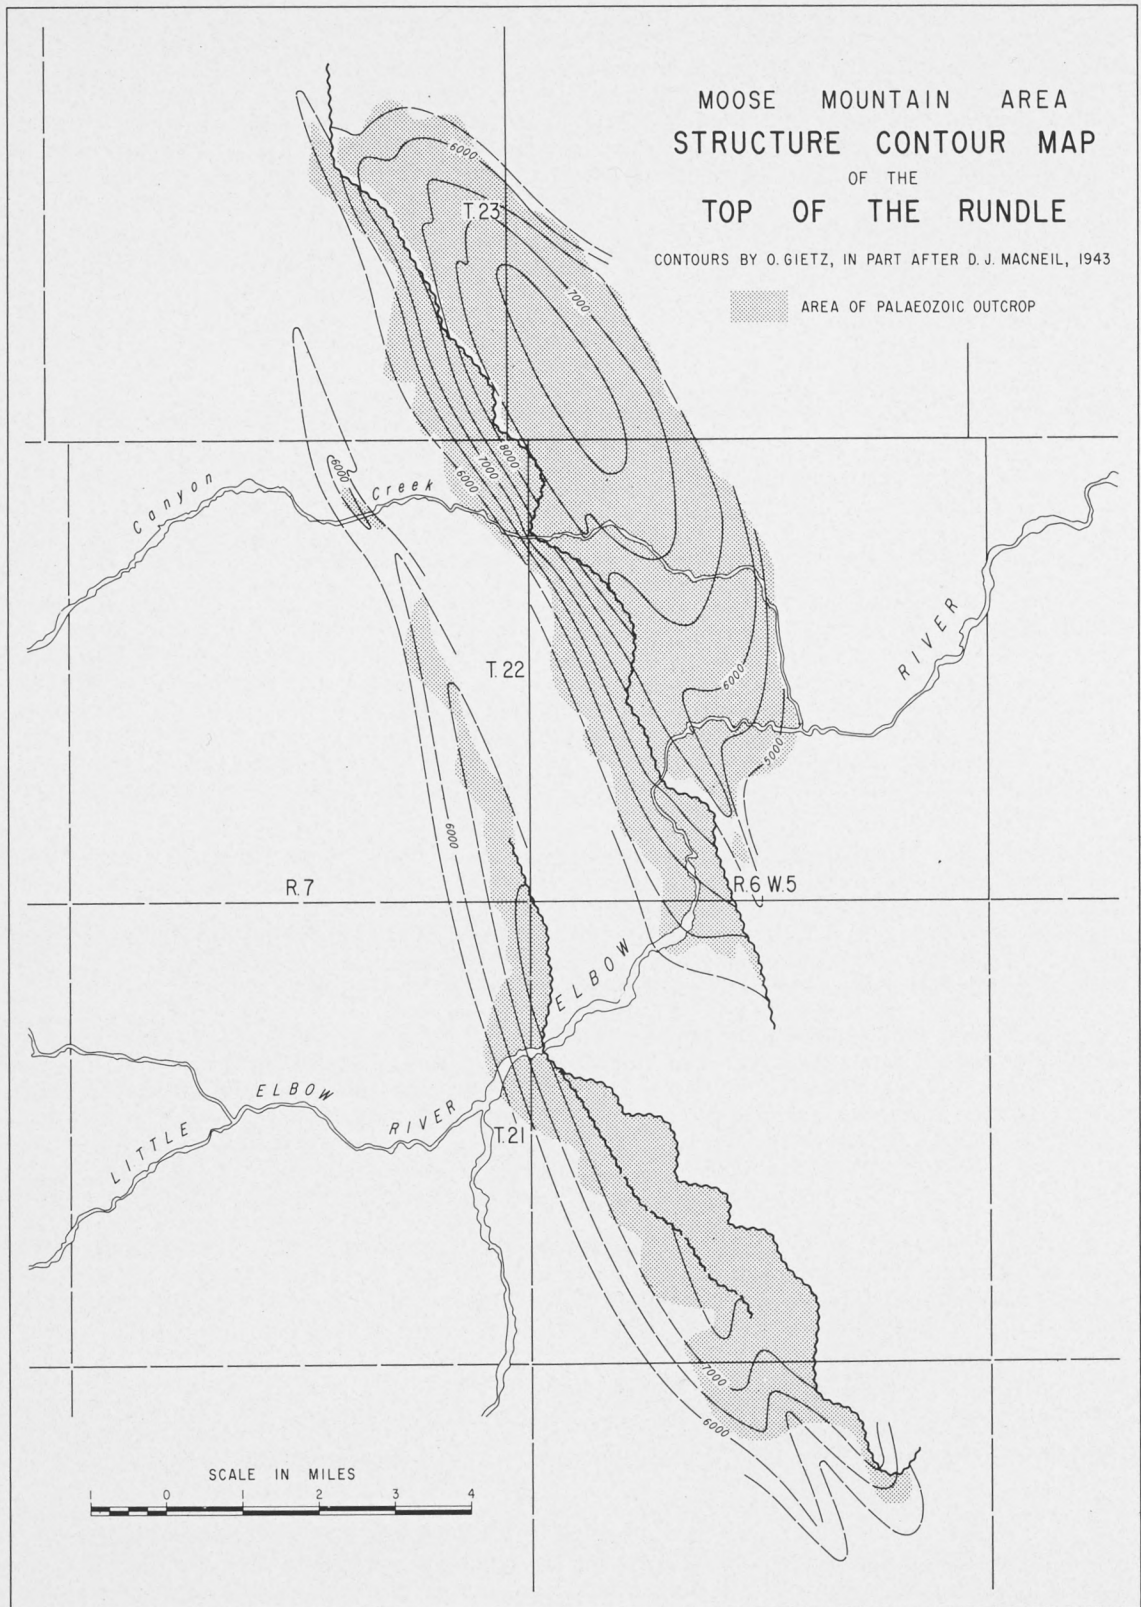 MOOSE MOUNTAIN AREA
STRUCTURE CONTOUR MAP
OF THE
TOP OF THE RUNDLE
CONTOURS BY O. GIETZ, IN PART AFTER D. J. MACNEIL, 1943
AREA OF PALAEOZOIC OUTCROP
6000
T. 23
7000
8000
7000
6000
6000
Canyon Creek
RIVER
T. 22
6000
5000
6000
R. 7
R. 6 W. 5
ELBOW
ELBOW
RIVER
LITTLE
T. 21
7000
6000
SCALE IN MILES
1 0 1 2 3 4